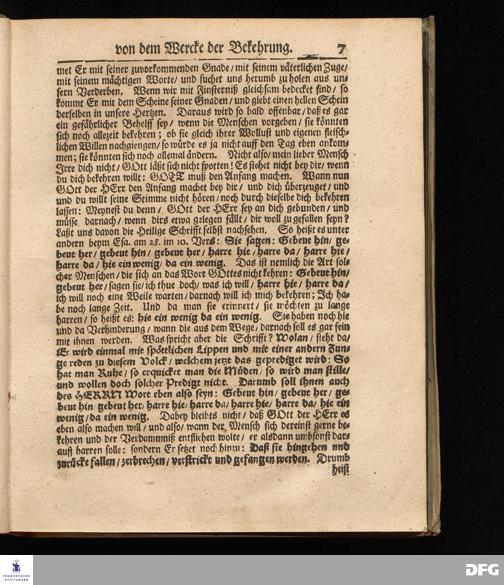 von dem Wercke der Bekehrung. 7
met Er mit seiner zuvorkommenden Gnade/ mit seinem väterlichen Zuge/
mit seinem mächtigen Worte/ und suchet uns herumb zu holen aus uns
sern Verderben. Wenn wir mit Finsterniß gleichsam bedecket sind/ so
kommt Er mit dem Scheine seiner Gnaden/ und giebt einen hellen Schein
derselben in unsere Hertzen. Daraus wird so bald offenbar/ daß es gar
ein gefährlicher Behelff sey/ wenn die Menschen vorgeben/ sie könnten
sich noch allezeit bekehren; ob sie gleich ihrer Wollust und eigenen fleisch-
lichen Willen nachgiengen/ so würde es ja nicht auff den Tag eben ankom-
men; sie könnten sich noch allemal ändern. Nicht also/ mein lieber Mensch
Irre dich nicht/ GOtt läßt sich nicht spotten! Es stehet nicht bey dir/ wenn
du dich bekehren willt: GOTT muß den Anfang machen. Wann nun
GOtt der HErr den Anfang machet bey dir/ und dich überzeuget/ und
und du willt seine Stimme nicht hören/ noch durch dieselbe dich bekehren
lassen: Meynest du denn/ GOtt der HErr sey an dich gebunden/ und
müsse darnach/ wenn dirs etwa gelegen fällt/ dir woll zu gefallen seyn?
Laßt uns davon die Heilige Schrifft selbst nachsehen. So heißt es unter
andern beym Esa. am 28. im 10. Vers: Sie sagen: Gebeut hin/ ge-
beut her/ gebeut hin/ gebeut her/ harre hie/ harre da/ harre hie/
harre da/ hie ein wenig da ein wenig. Das ist nemlich die Art sol-
cher Menschen/ die sich an das Wort GOttes nicht kehren: Gebeut hin/
gebeut her/ sagen sie/ ich thue doch/ was ich will/ harre hie/ harre da/
ich will noch eine Weile warten/ darnach will ich mich bekehren; Ich ha-
be noch lange Zeit. Und da man sie erinnert/ sie möchten zu lange
harren/ so heißt es: hie ein wenig da ein wenig. Sie haben noch hie
und da Verhinderung/ wann die aus dem Wege/ darnach soll es gar fein
mit ihnen werden. Was spricht aber die Schrifft? Wolan/ steht da/
Er wird einmal mit spöttlichen Lippen und mit einer andern Zun-
ge reden zu diesem Volck/ welchem jetzt das geprediget wird: So
hat man Ruhe/ so erquicket man die Müden/ so wird man stille/
und wollen doch solcher Predigt nicht. Darumb soll ihnen auch
des HERRN Wort eben also seyn: Gebeut hin/ gebeut her/ ge-
beut hin/ gebeut her/ harre hie/ harre da/ harre hie/ harre da/ hie ein
wenig/ da ein wenig. Dabey bleibts nicht/ daß GOtt der HErr es
eben also machen will/ und also/ wann der Mensch sich dereinst gerne be-
kehren und der Verdammniß entfliehen wolte/ er alsdann umbsonst dar-
auf harren solle: sondern Er setzet noch hinzu: Daß sie hingehen und
zurücke fallen/ zerbrechen/ verstrickt und gefangen werden. Drumb
heißt
FRANCKESCHE
STIFTUNGEN
DFG